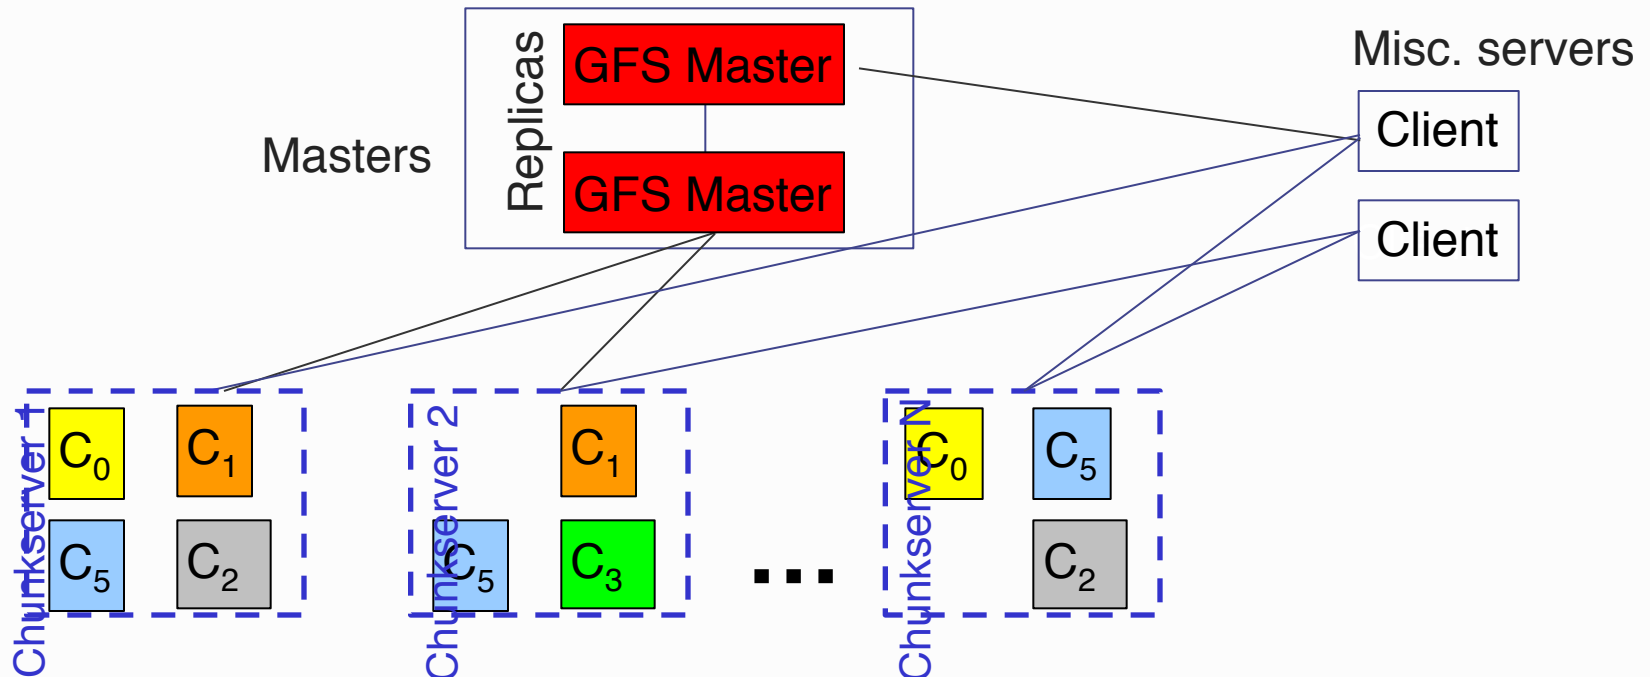 Masters
Replicas
GFS Master
GFS Master
Misc. servers
Client
Client
Chunkserver 1
C0
C1
C5
C2
Chunkserver 2
C1
C5
C3
...
Chunkserver N
C0
C5
C2